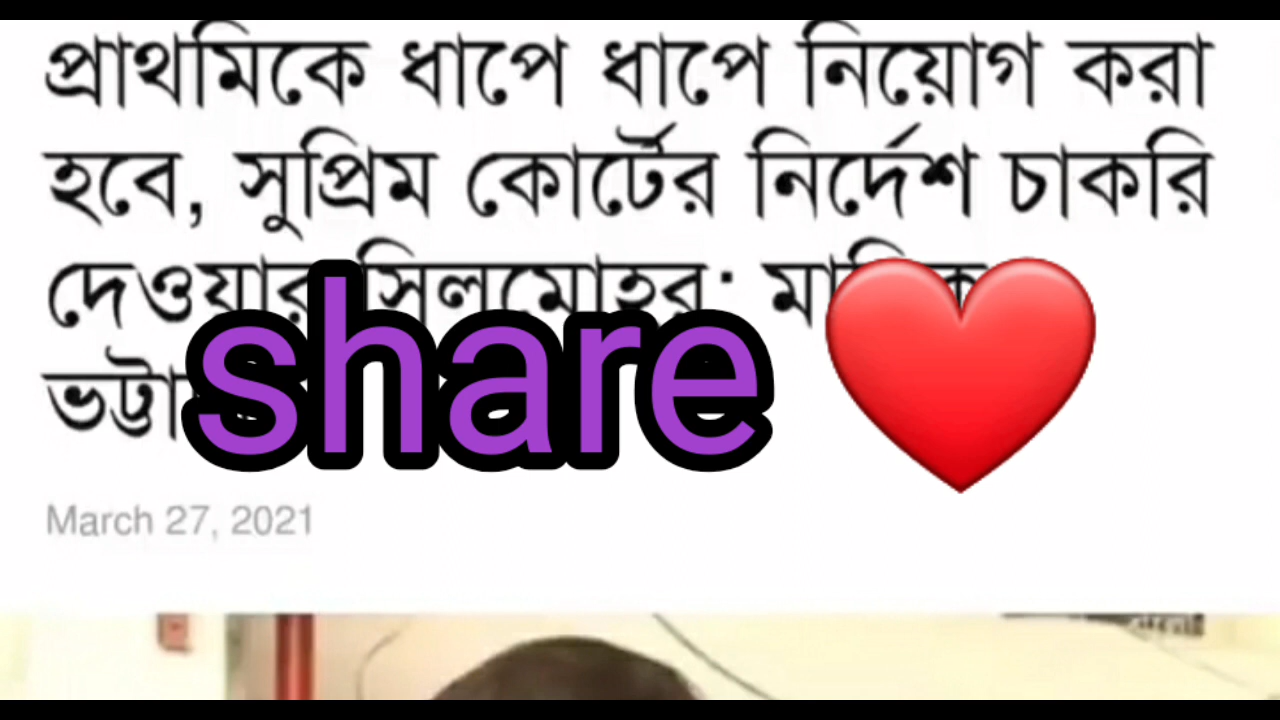 প্রাথমিকে ধাপে ধাপে নিয়োগ করা
হবে, সুপ্রিম কোর্টের নির্দেশ চাকরি
দেওয়ার সিলমোহর: মানিক
share
March 27, 2021